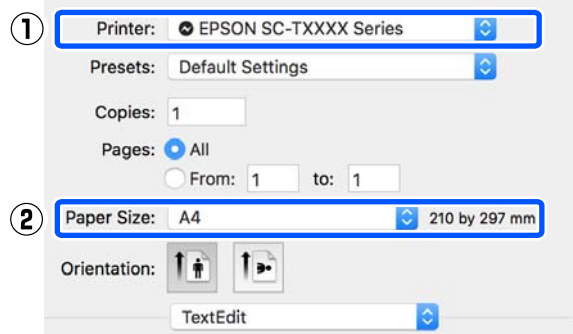 ① Printer: EPSON SC-TXXXX Series
Presets: Default Settings
Copies: 1
Pages: All
From: 1 to: 1
② Paper Size: A4 210 by 297 mm
Orientation:
TextEdit